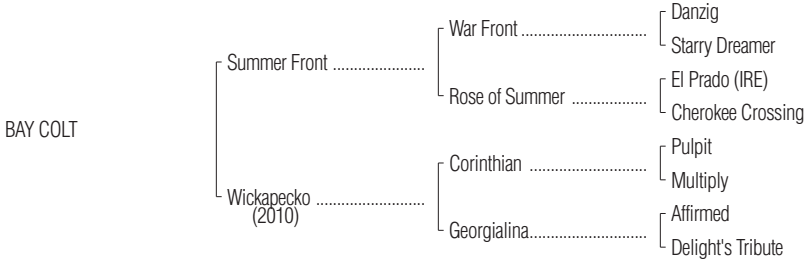 Danzig
War Front ..............................
Starry Dreamer
Summer Front ......................
El Prado (IRE)
Rose of Summer ..................
Cherokee Crossing
BAY COLT
Pulpit
Corinthian ............................
Multiply
Wickapecko ..........................
(2010)
Affirmed
Georgialina............................
Delight's Tribute